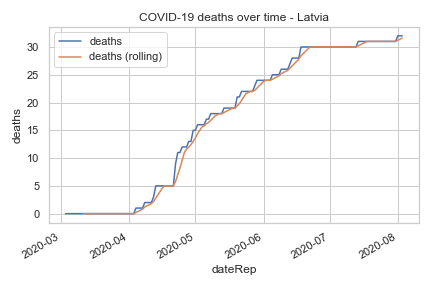 COVID-19 deaths over time - Latvia
deaths
deaths (rolling)
30
25
20
15
10
5
0
deaths
2020-03
2020-04
2020-05
2020-06
2020-07
2020-08
dateRep